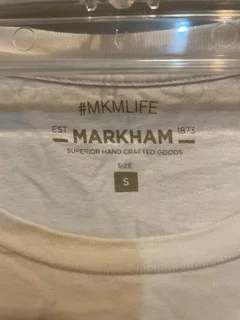 #MKMLIFE
EST MARKHAM 1873
SUPERIOR HAND CRAFTED GOODS
SIZE
S